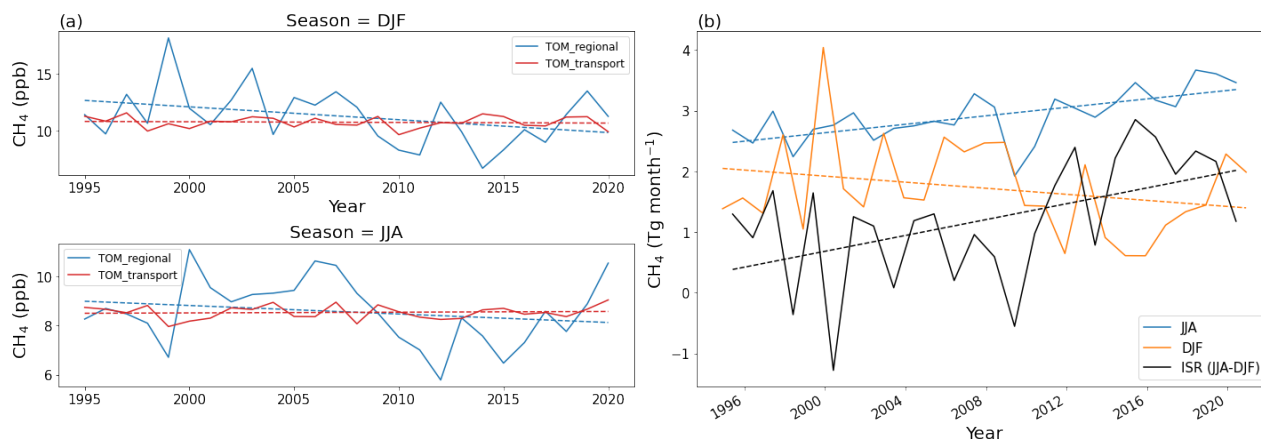 (a)
Season = DJF
CH₄ (ppb)
15
10
TOM_regional
TOM_transport
1995 2000 2005 2010 2015 2020
Year
Season = JJA
CH₄ (ppb)
10
8
6
TOM_regional
TOM_transport
1995 2000 2005 2010 2015 2020
(b)
CH₄ (Tg month⁻¹)
4
3
2
1
0
−1
JJA
DJF
ISR (JJA-DJF)
1996 2000 2004 2008 2012 2016 2020
Year